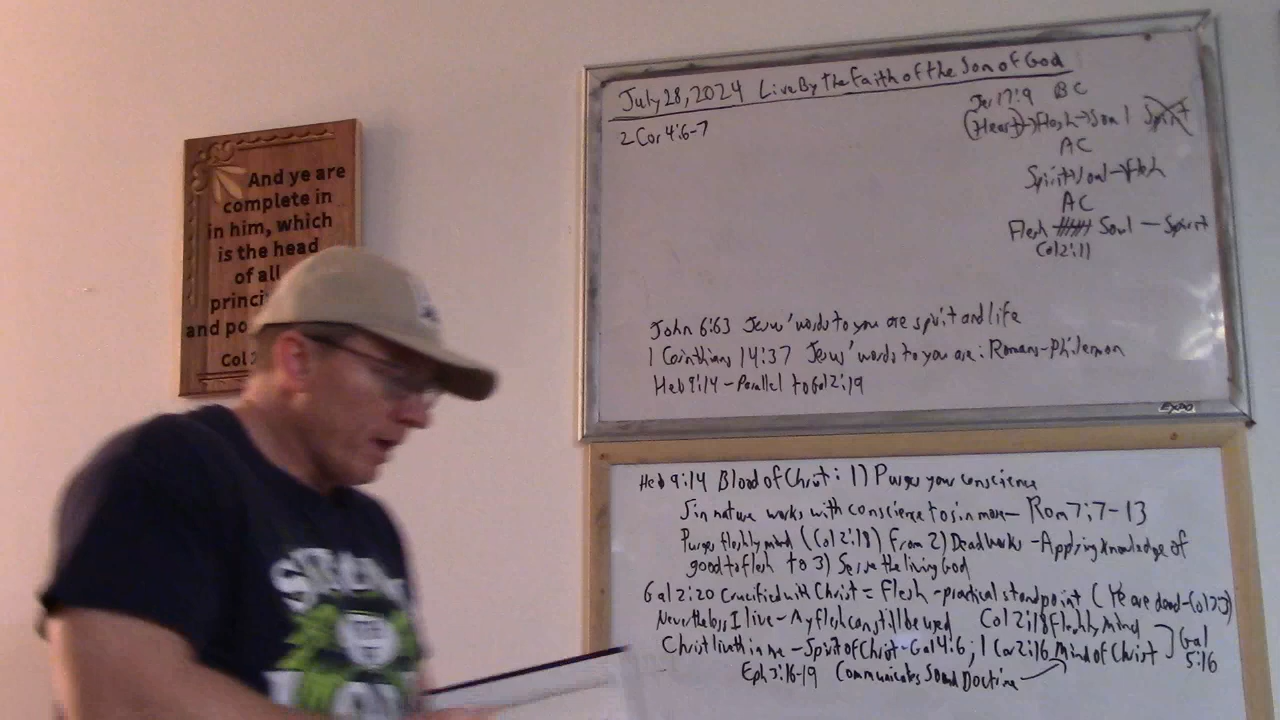 And ye are
complete in
in him, which
is the head
of all
princi
and po
Col 2
July 28, 2024 Live By the Faith of the Son of God
2 Cor 4:6-7
Jer 17:9 BC
(Heart)→Flesh→Soul Spirit
AC
Spirit→Soul→Flesh
AC
Flesh Soul — Spirit
Col 2:11
John 6:63 Jesus' words to you are spirit and life
1 Corinthians 14:37 Jesus' words to you are: Romans-Philemon
Heb 9:14 - Parallel to Gal 2:19
EXPO
Heb 9:14 Blood of Christ: 1) Purges your conscience
Sin nature works with conscience to sin more - Rom 7:7-13
Purges fleshly mind (Col 2:18) From 2) Dead works - Applying knowledge of
good to flesh to 3) Serve the living God
Gal 2:20 Crucified with Christ = Flesh - practical standpoint (Ye are dead - Col 3:3)
Nevertheless I live - My flesh can still be used Col 2:18 Fleshly Mind
Christ liveth in me - Spirit of Christ - Gal 4:6; 1 Cor 2:16 Mind of Christ
Gal
5:16
Eph 3:16-19 Communicates Sound Doctrine